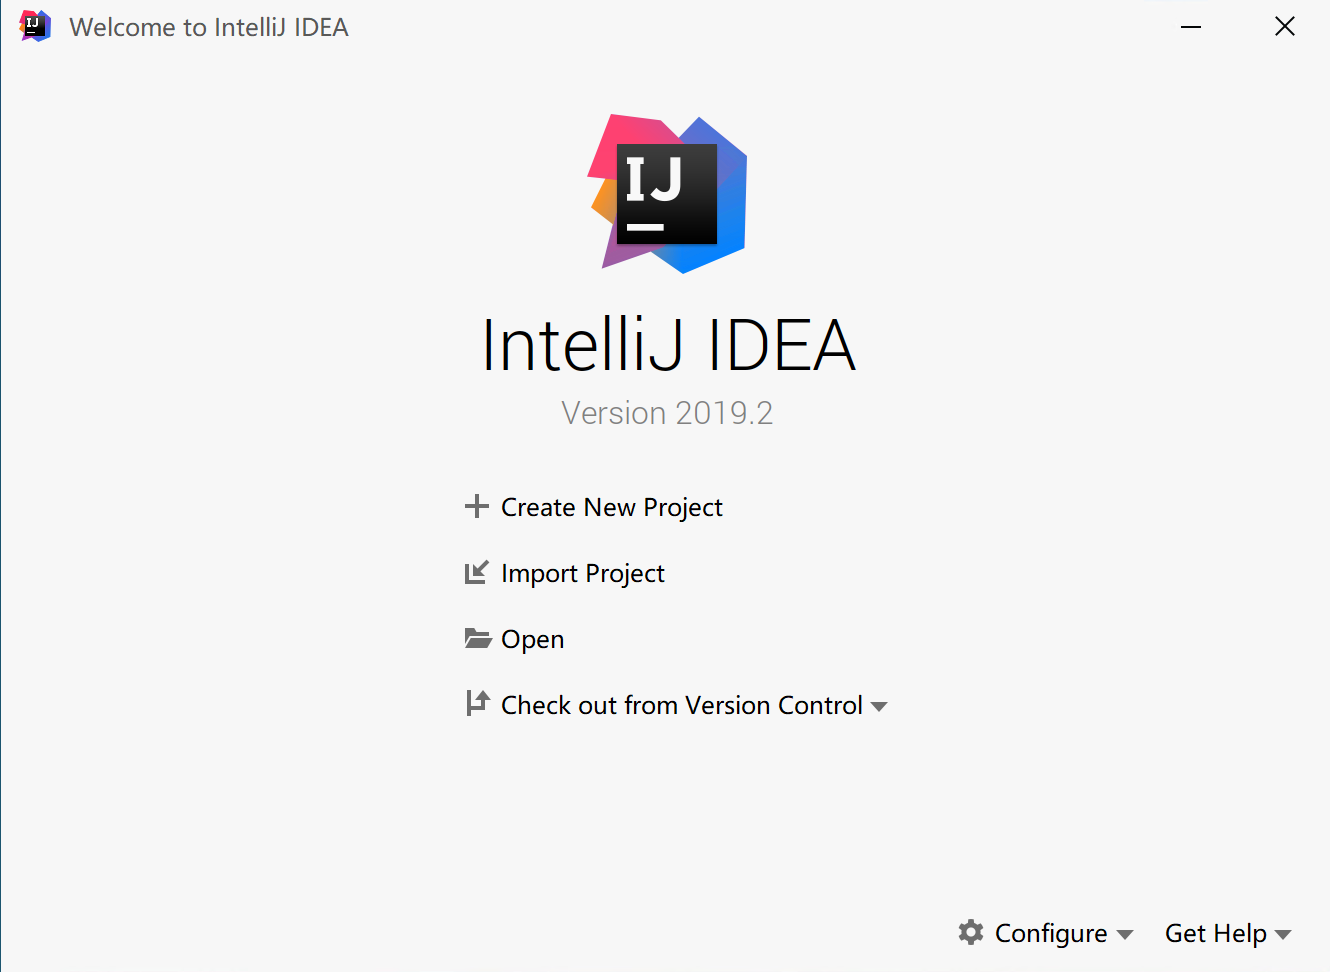 IJ
Welcome to IntelliJ IDEA
IJ
IntelliJ IDEA
Version 2019.2
Create New Project
Import Project
Open
Check out from Version Control
Configure
Get Help